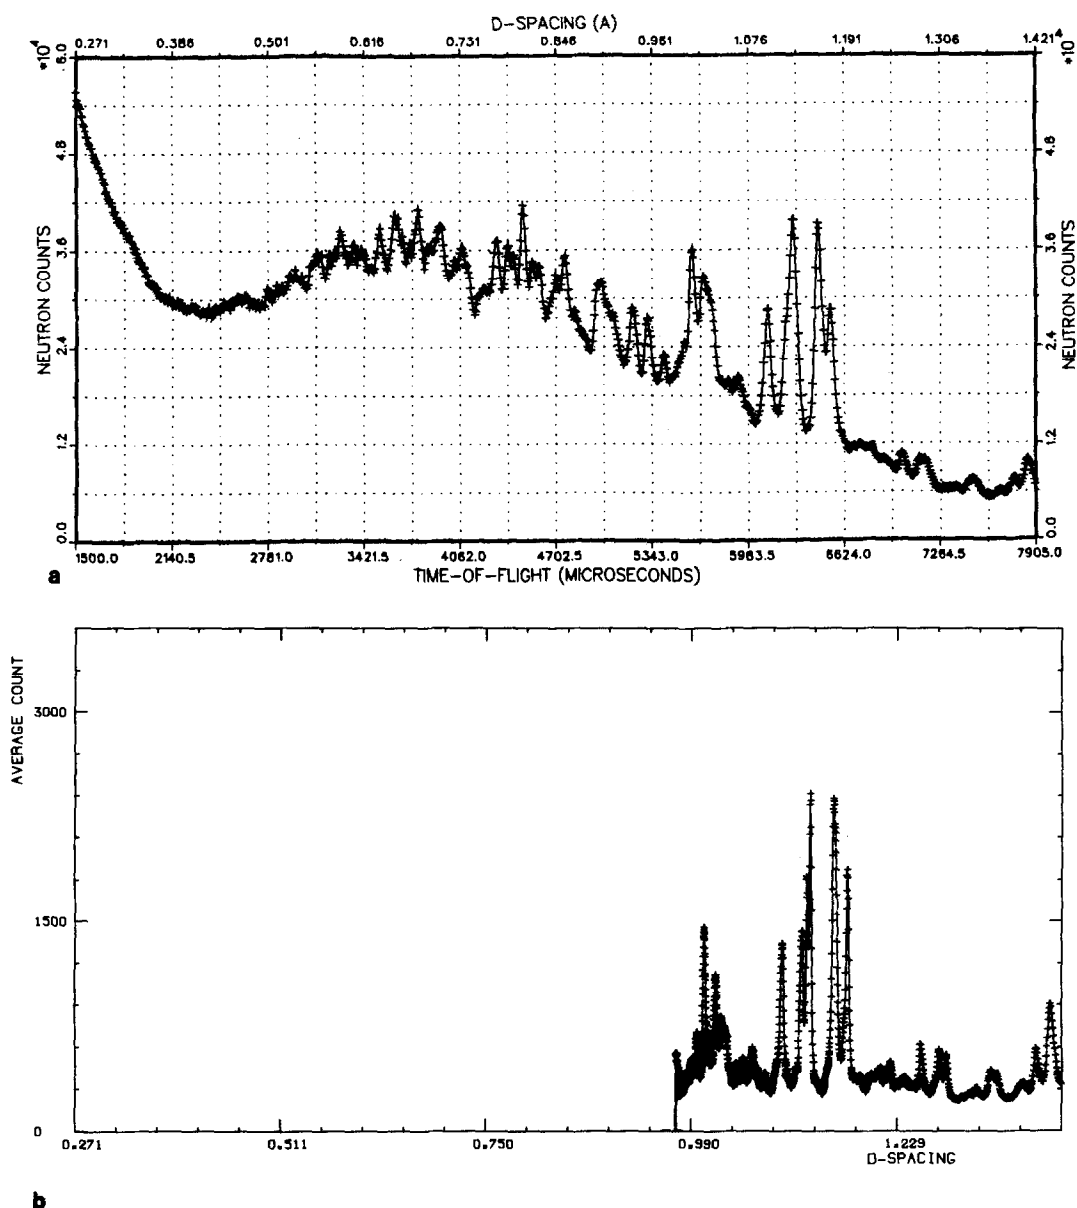 D-SPACING (A)
0.271 0.386 0.501 0.616 0.731 0.846 0.961 1.076 1.191 1.306 1.421
*10⁴
*10⁴
6.0
4.8
3.6
2.4
1.2
0.0
NEUTRON COUNTS
4.8
3.6
2.4
1.2
0.0
NEUTRON COUNTS
1500.0 2140.5 2781.0 3421.5 4062.0 4702.5 5343.0 5983.5 6624.0 7264.5 7905.0
a TIME-OF-FLIGHT (MICROSECONDS)
AVERAGE COUNT
3000
1500
0
0.271 0.511 0.750 0.990 1.229
D-SPACING
b